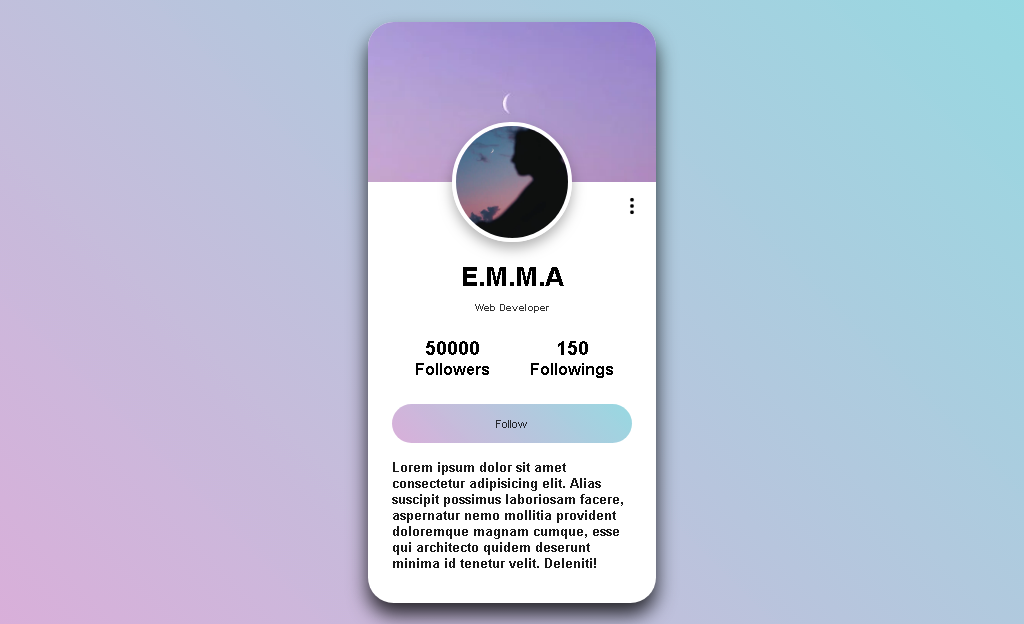 E.M.M.A
Web Developer
50000 150
Followers Followings
Follow
Lorem ipsum dolor sit amet
consectetur adipisicing elit. Alias
suscipit possimus laboriosam facere,
aspernatur nemo mollitia provident
doloremque magnam cumque, esse
qui architecto quidem deserunt
minima id tenetur velit. Deleniti!